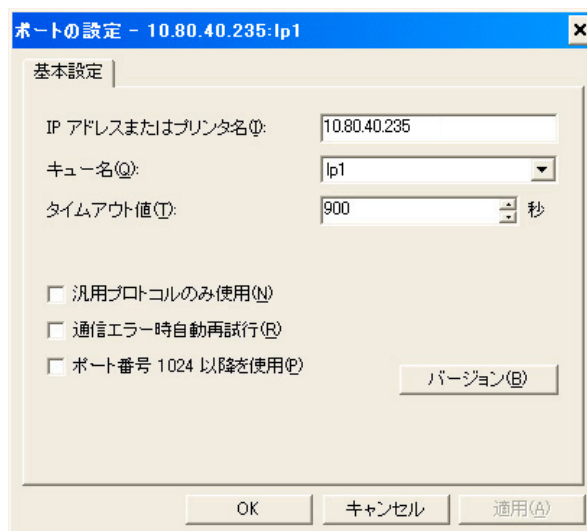 ポートの設定 - 10.80.40.235:lp1
基本設定
IP アドレスまたはプリンタ名(I): 10.80.40.235
キュー名(Q): lp1
タイムアウト値(T): 900 秒
汎用プロトコルのみ使用(N)
通信エラー時自動再試行(R)
ポート番号 1024 以降を使用(P)
バージョン(B)
OK キャンセル 適用(A)